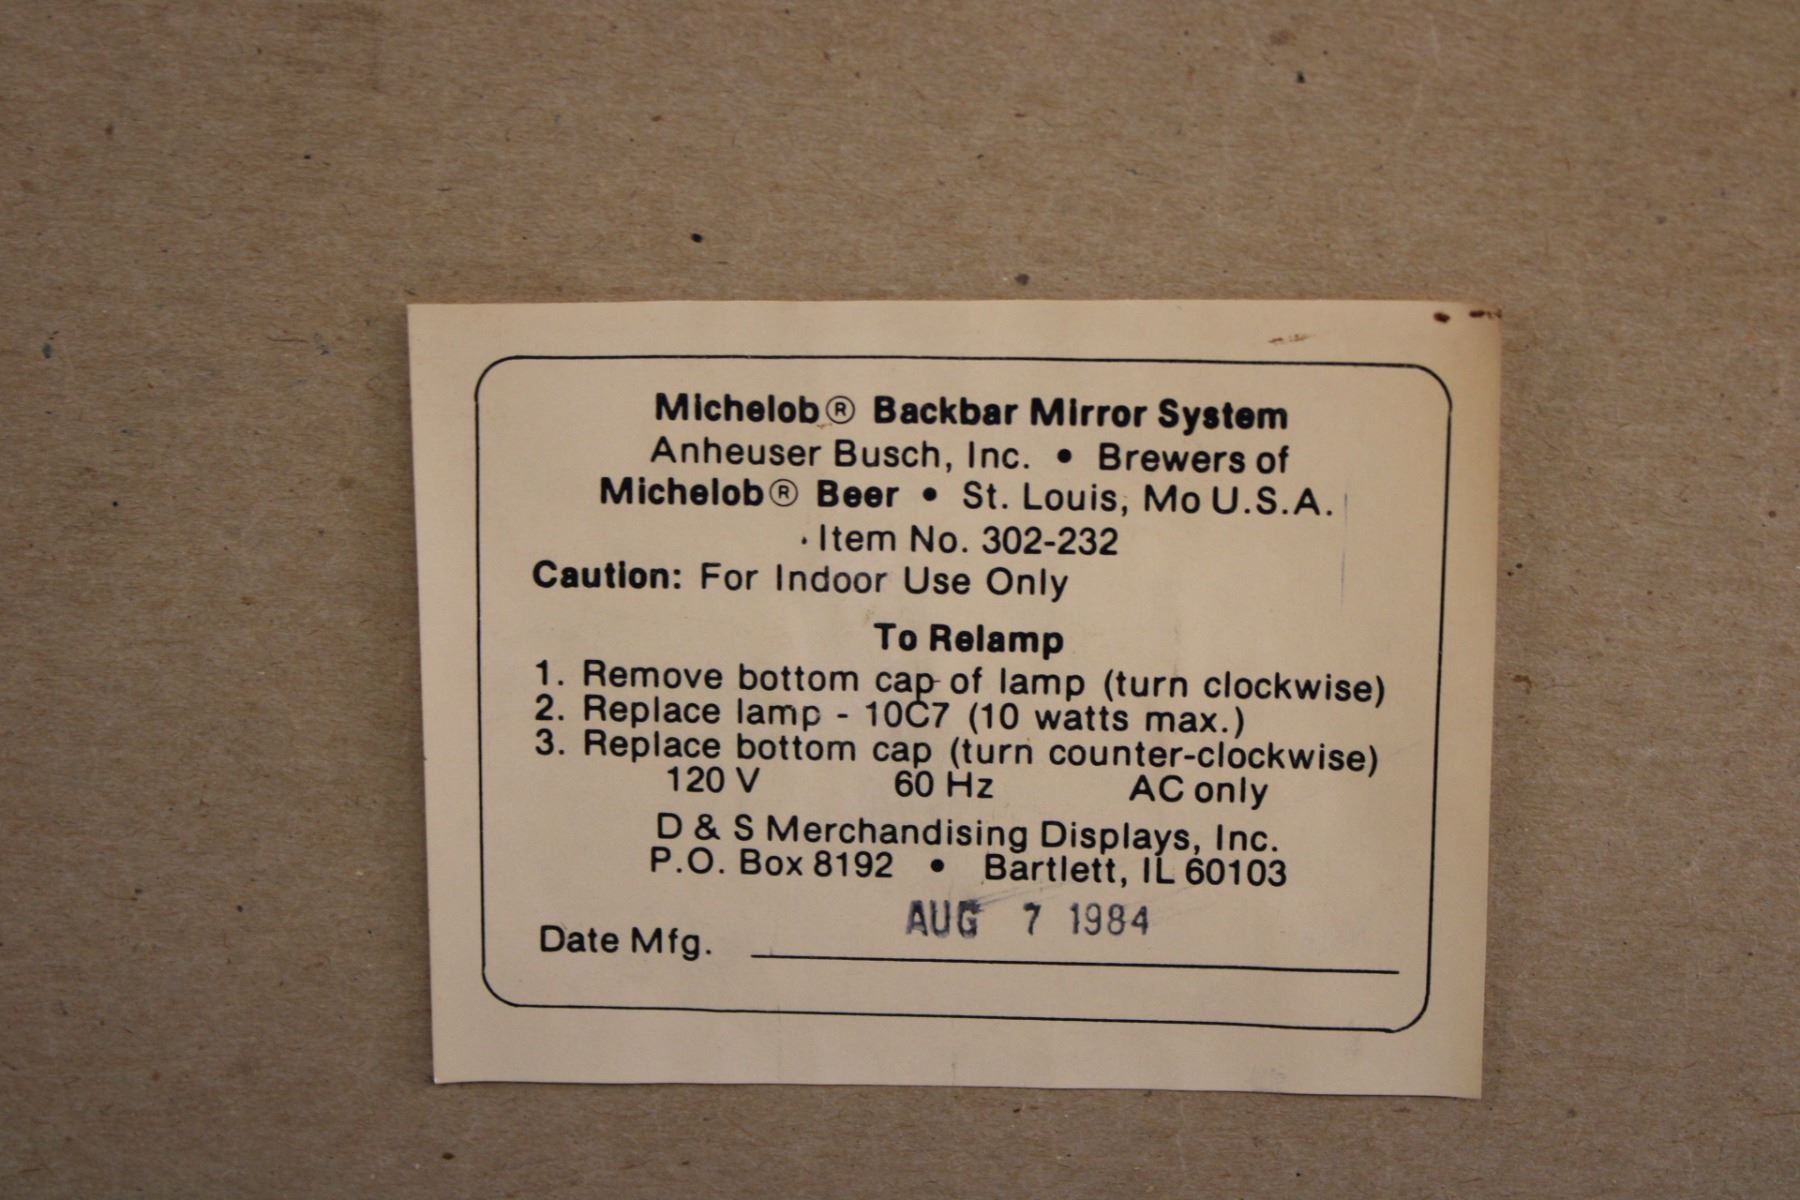 Michelob® Backbar Mirror System
Anheuser Busch, Inc. • Brewers of
Michelob® Beer • St. Louis, Mo U.S.A.
Item No. 302-232
Caution: For Indoor Use Only
To Relamp
1. Remove bottom cap of lamp (turn clockwise)
2. Replace lamp - 10C7 (10 watts max.)
3. Replace bottom cap (turn counter-clockwise)
120 V 60 Hz AC only
D & S Merchandising Displays, Inc.
P.O. Box 8192 • Bartlett, IL 60103
AUG 7 1984
Date Mfg.